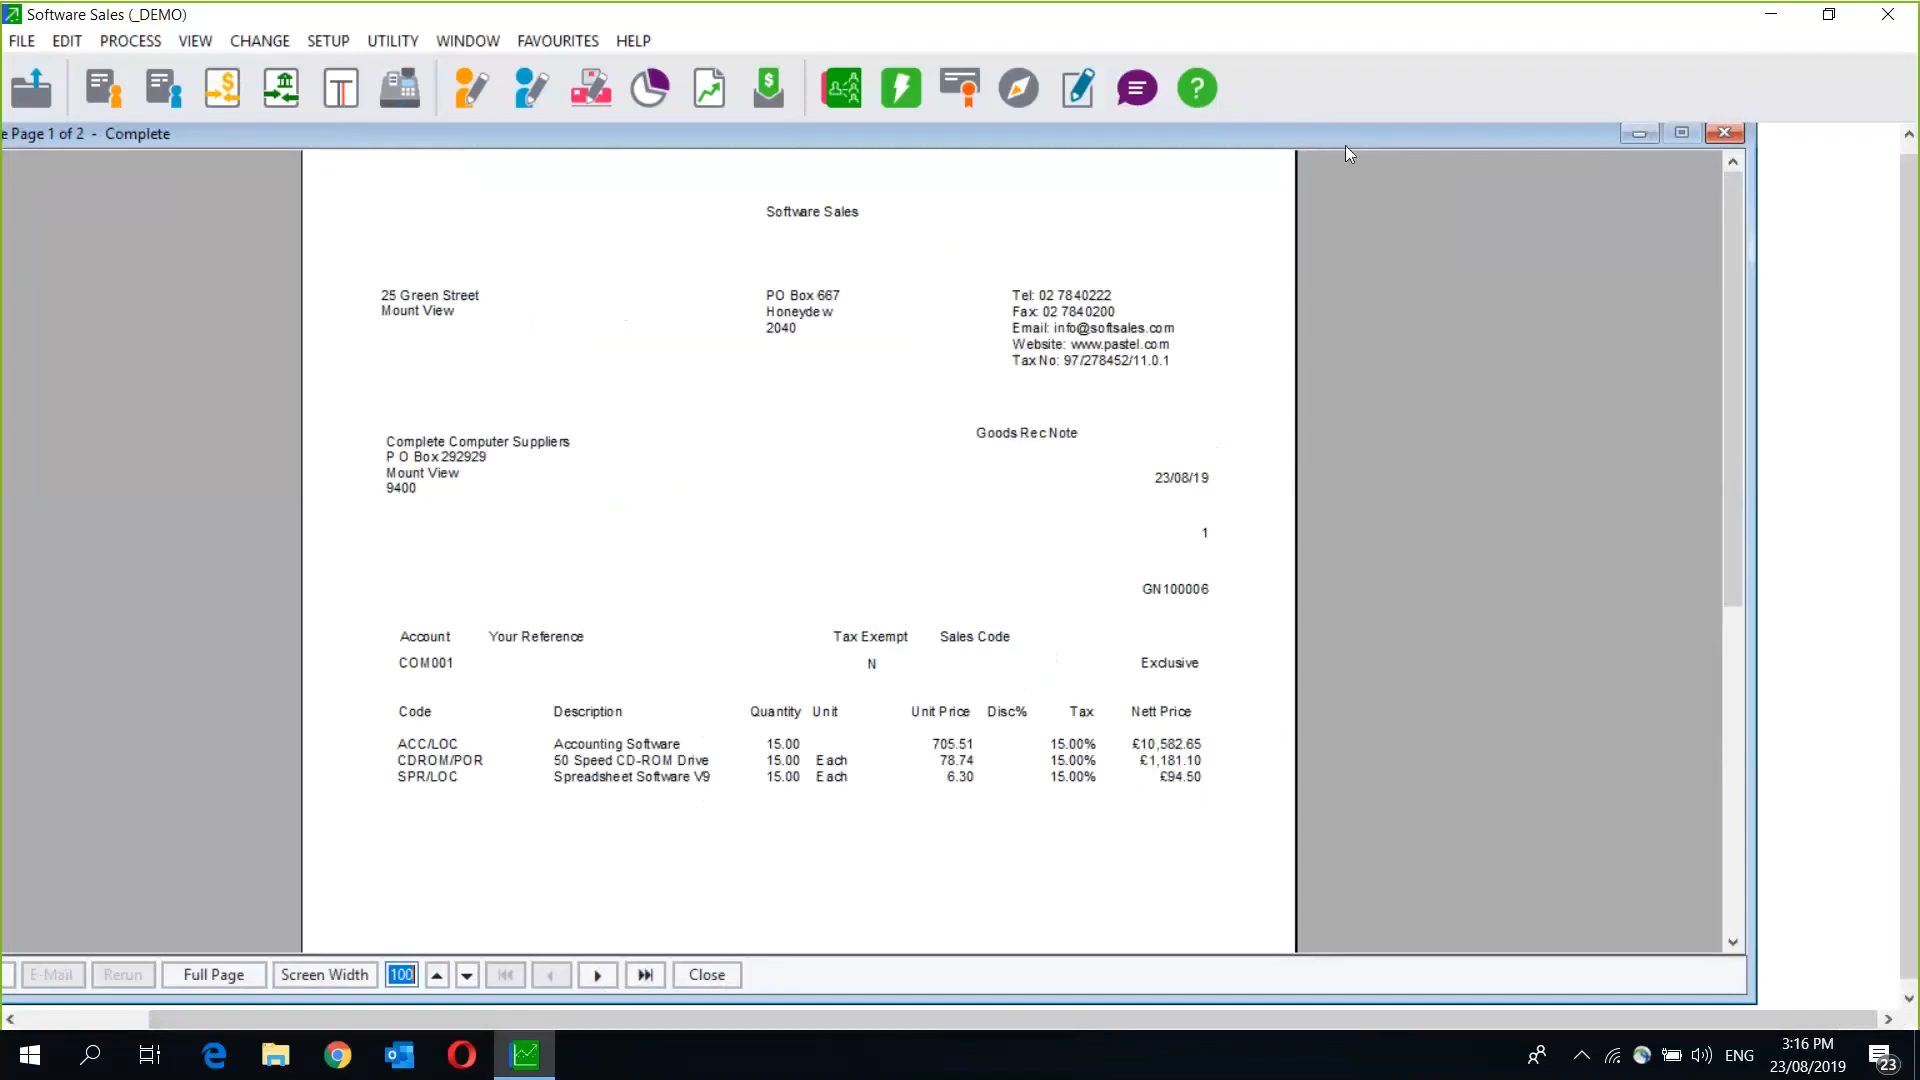 Software Sales (_DEMO)
FILE EDIT PROCESS VIEW CHANGE SETUP UTILITY WINDOW FAVOURITES HELP
e Page 1 of 2 - Complete
Software Sales
25 Green Street
Mount View
PO Box 667
Honeydew
2040
Tel: 02 7840222
Fax: 02 7840200
Email: info@softsales.com
Website: www.pastel.com
Tax No: 97/278452/11.0.1
Complete Computer Suppliers
P O Box 292929
Mount View
9400
Goods Rec Note
23/08/19
1
GN100006
Account Your Reference Tax Exempt Sales Code
COM001 N Exclusive
Code Description Quantity Unit Unit Price Disc% Tax Nett Price
ACC/LOC Accounting Software 15.00 705.51 15.00% £10,582.65
CDROM/POR 50 Speed CD-ROM Drive 15.00 Each 78.74 15.00% £1,181.10
SPR/LOC Spreadsheet Software V9 15.00 Each 6.30 15.00% £94.50
E-Mail Rerun Full Page Screen Width 100 Close
ENG
3:16 PM
23/08/2019
23